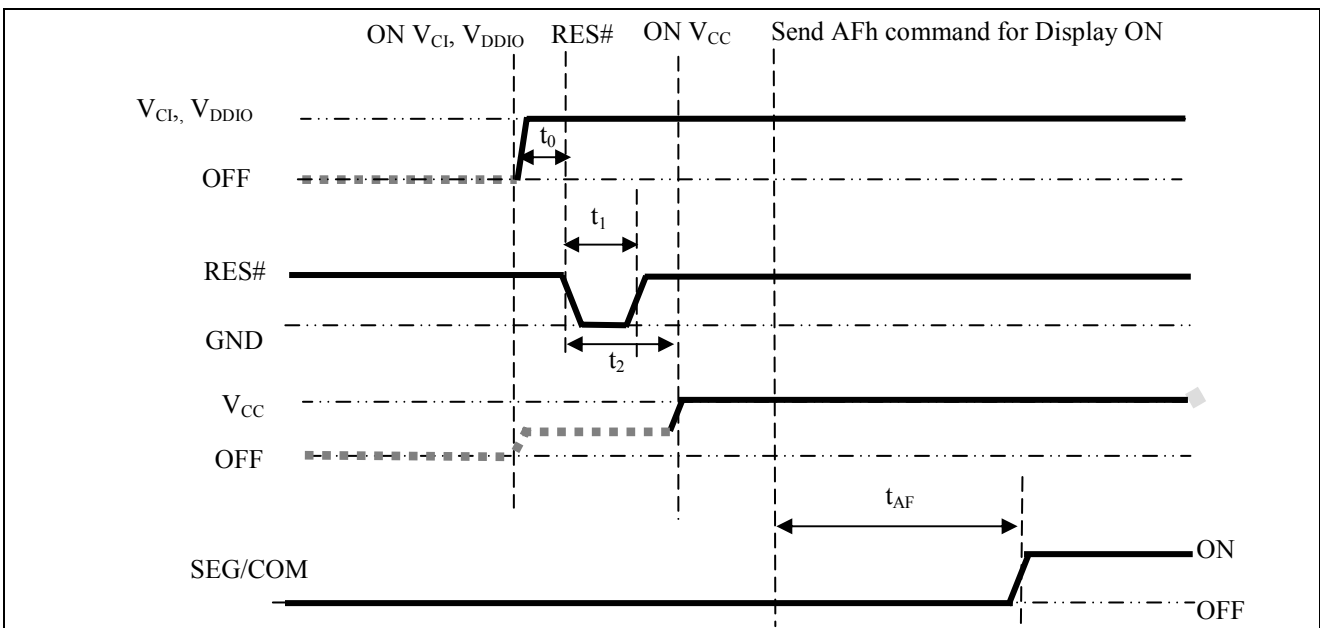 ON VCI, VDDIO RES# ON VCC Send AFh command for Display ON
VCI,, VDDIO
t0
OFF
t1
RES#
GND
t2
VCC
OFF
tAF
ON
SEG/COM
OFF